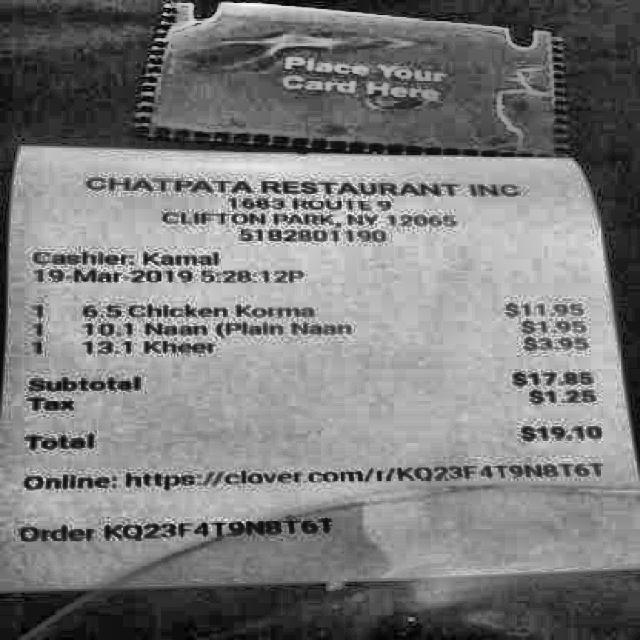 Place Your
Card Here
CHATPATA RESTAURANT INC
1683 ROUTE 9
CLIFTON PARK, NY 12065
5182801190
Cashier: Kamal
19-Mar-2019 5:28:12P
1 6.5 Chicken Korma $11.95
1 10.1 Naan (Plain Naan $1.95
1 13.1 Kheer $3.95
Subtotal $17.85
Tax $1.25
Total $19.10
Online: https://clover.com/r/KQ23F4T9N8T6T
Order KQ23F4T9N8T6T